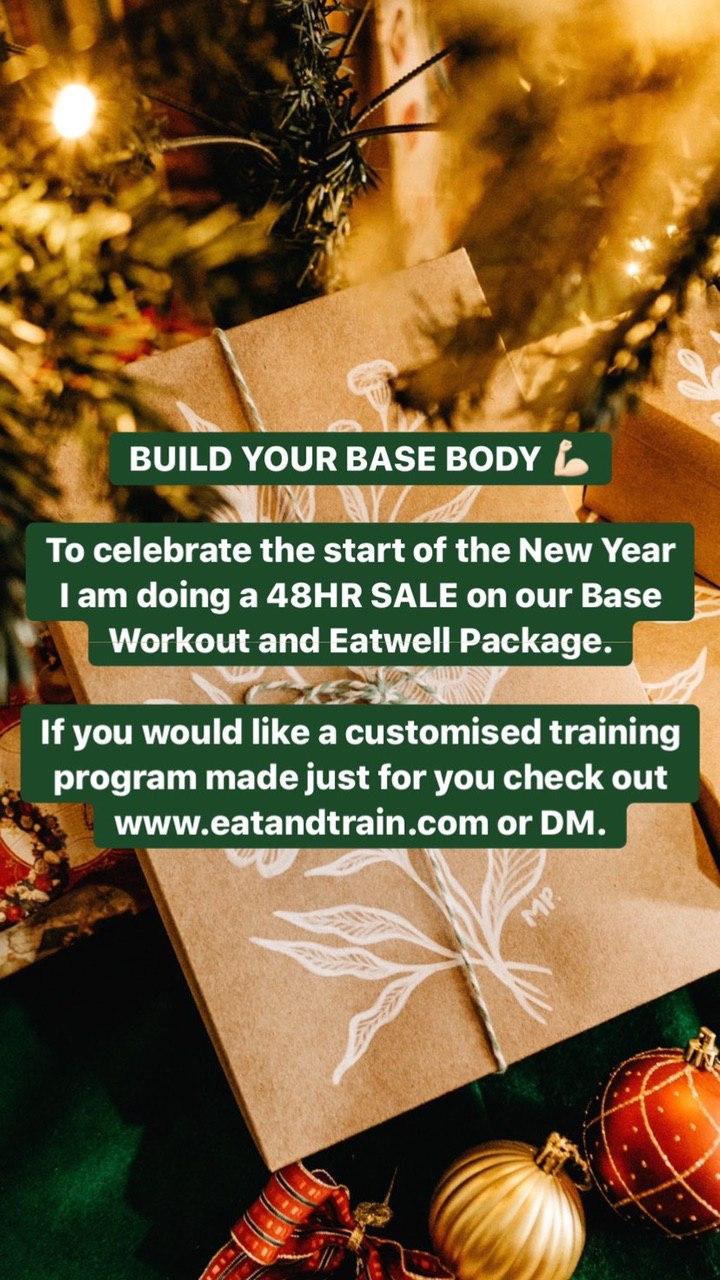 BUILD YOUR BASE BODY 💪🏻
To celebrate the start of the New Year
I am doing a 48HR SALE on our Base
Workout and Eatwell Package.
If you would like a customised training
program made just for you check out
www.eatandtrain.com or DM.
MP.